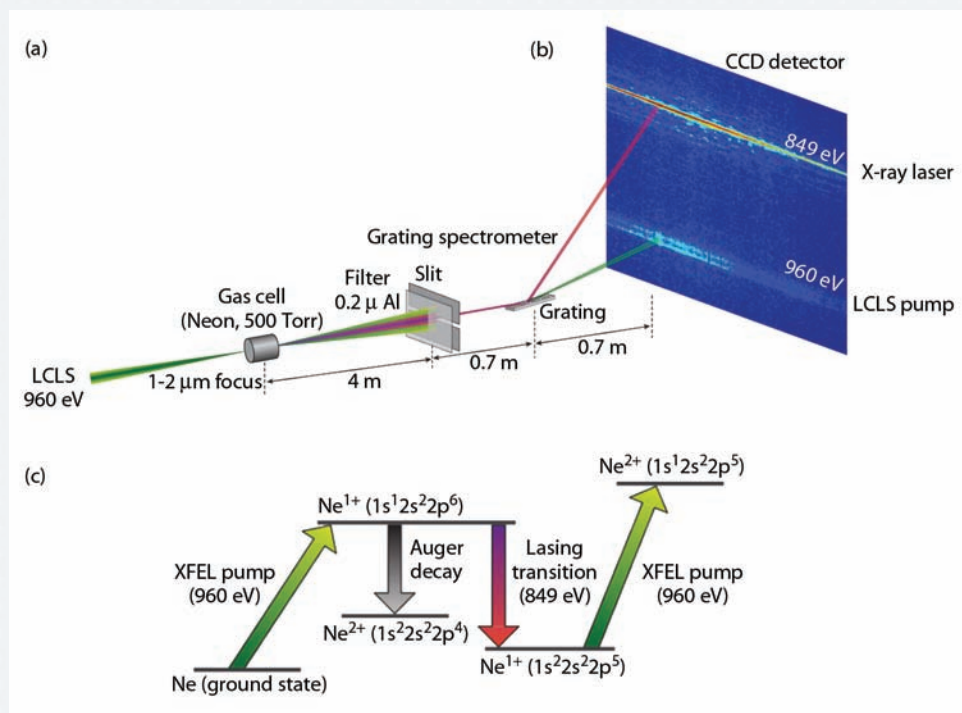 (a)
(b)
CCD detector
849 eV
X-ray laser
Grating spectrometer
960 eV
LCLS pump
Filter
0.2 μ Al
Slit
Gas cell
(Neon, 500 Torr)
Grating
LCLS
960 eV
1-2 μm focus
4 m
0.7 m
0.7 m
(c)
Ne²⁺ (1s¹2s²2p⁵)
Ne¹⁺ (1s¹2s²2p⁶)
XFEL pump
(960 eV)
Auger
decay
Lasing
transition
(849 eV)
XFEL pump
(960 eV)
Ne²⁺ (1s²2s²2p⁴)
Ne¹⁺ (1s²2s²2p⁵)
Ne (ground state)